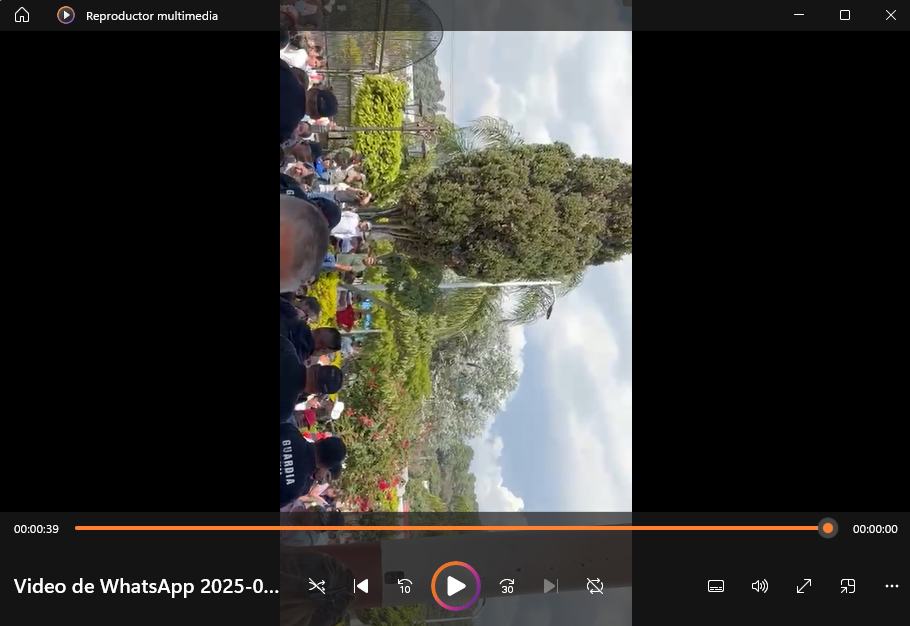 Reproductor multimedia
GUARDIA
00:00:39
00:00:00
Video de WhatsApp 2025-0...
10
30